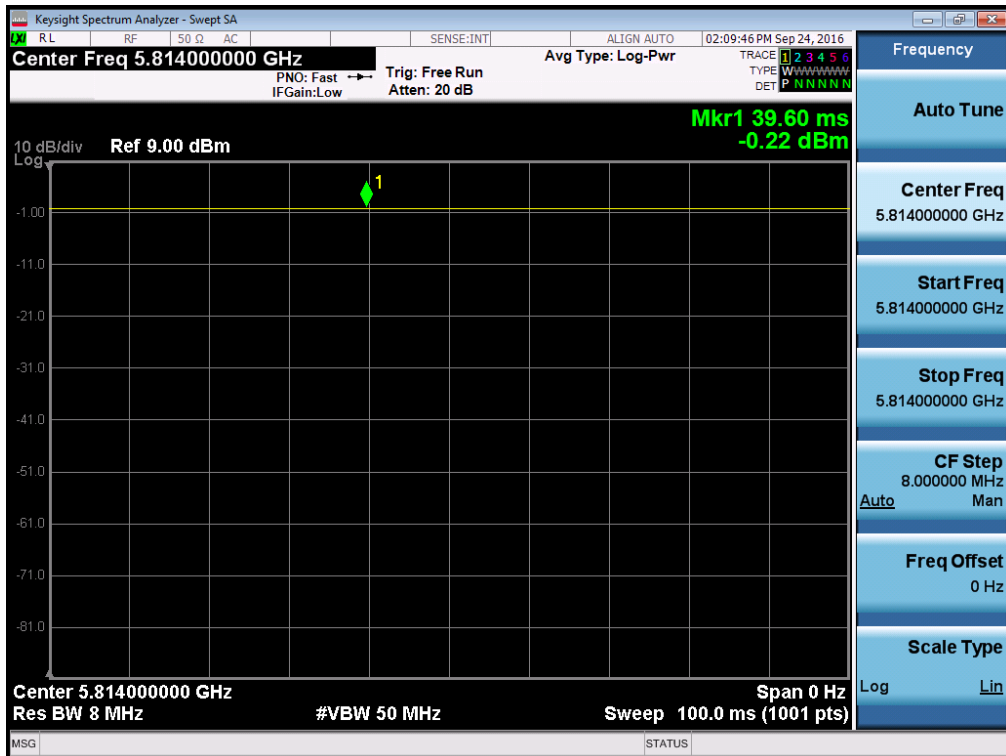 Keysight Spectrum Analyzer - Swept SA
LXI RL RF 50 Ω AC SENSE:INT ALIGN AUTO 02:09:46 PM Sep 24, 2016
Center Freq 5.814000000 GHz
PNO: Fast
IFGain:Low
Trig: Free Run
Atten: 20 dB
Avg Type: Log-Pwr
TRACE 1 2 3 4 5 6
TYPE WWWWWWW
DET P N N N N N
Mkr1 39.60 ms
-0.22 dBm
10 dB/div Ref 9.00 dBm
Log
1
-1.00
-11.0
-21.0
-31.0
-41.0
-51.0
-61.0
-71.0
-81.0
Center 5.814000000 GHz Span 0 Hz
Res BW 8 MHz #VBW 50 MHz Sweep 100.0 ms (1001 pts)
MSG STATUS
Frequency
Auto Tune
Center Freq
5.814000000 GHz
Start Freq
5.814000000 GHz
Stop Freq
5.814000000 GHz
CF Step
8.000000 MHz
Auto Man
Freq Offset
0 Hz
Scale Type
Log Lin